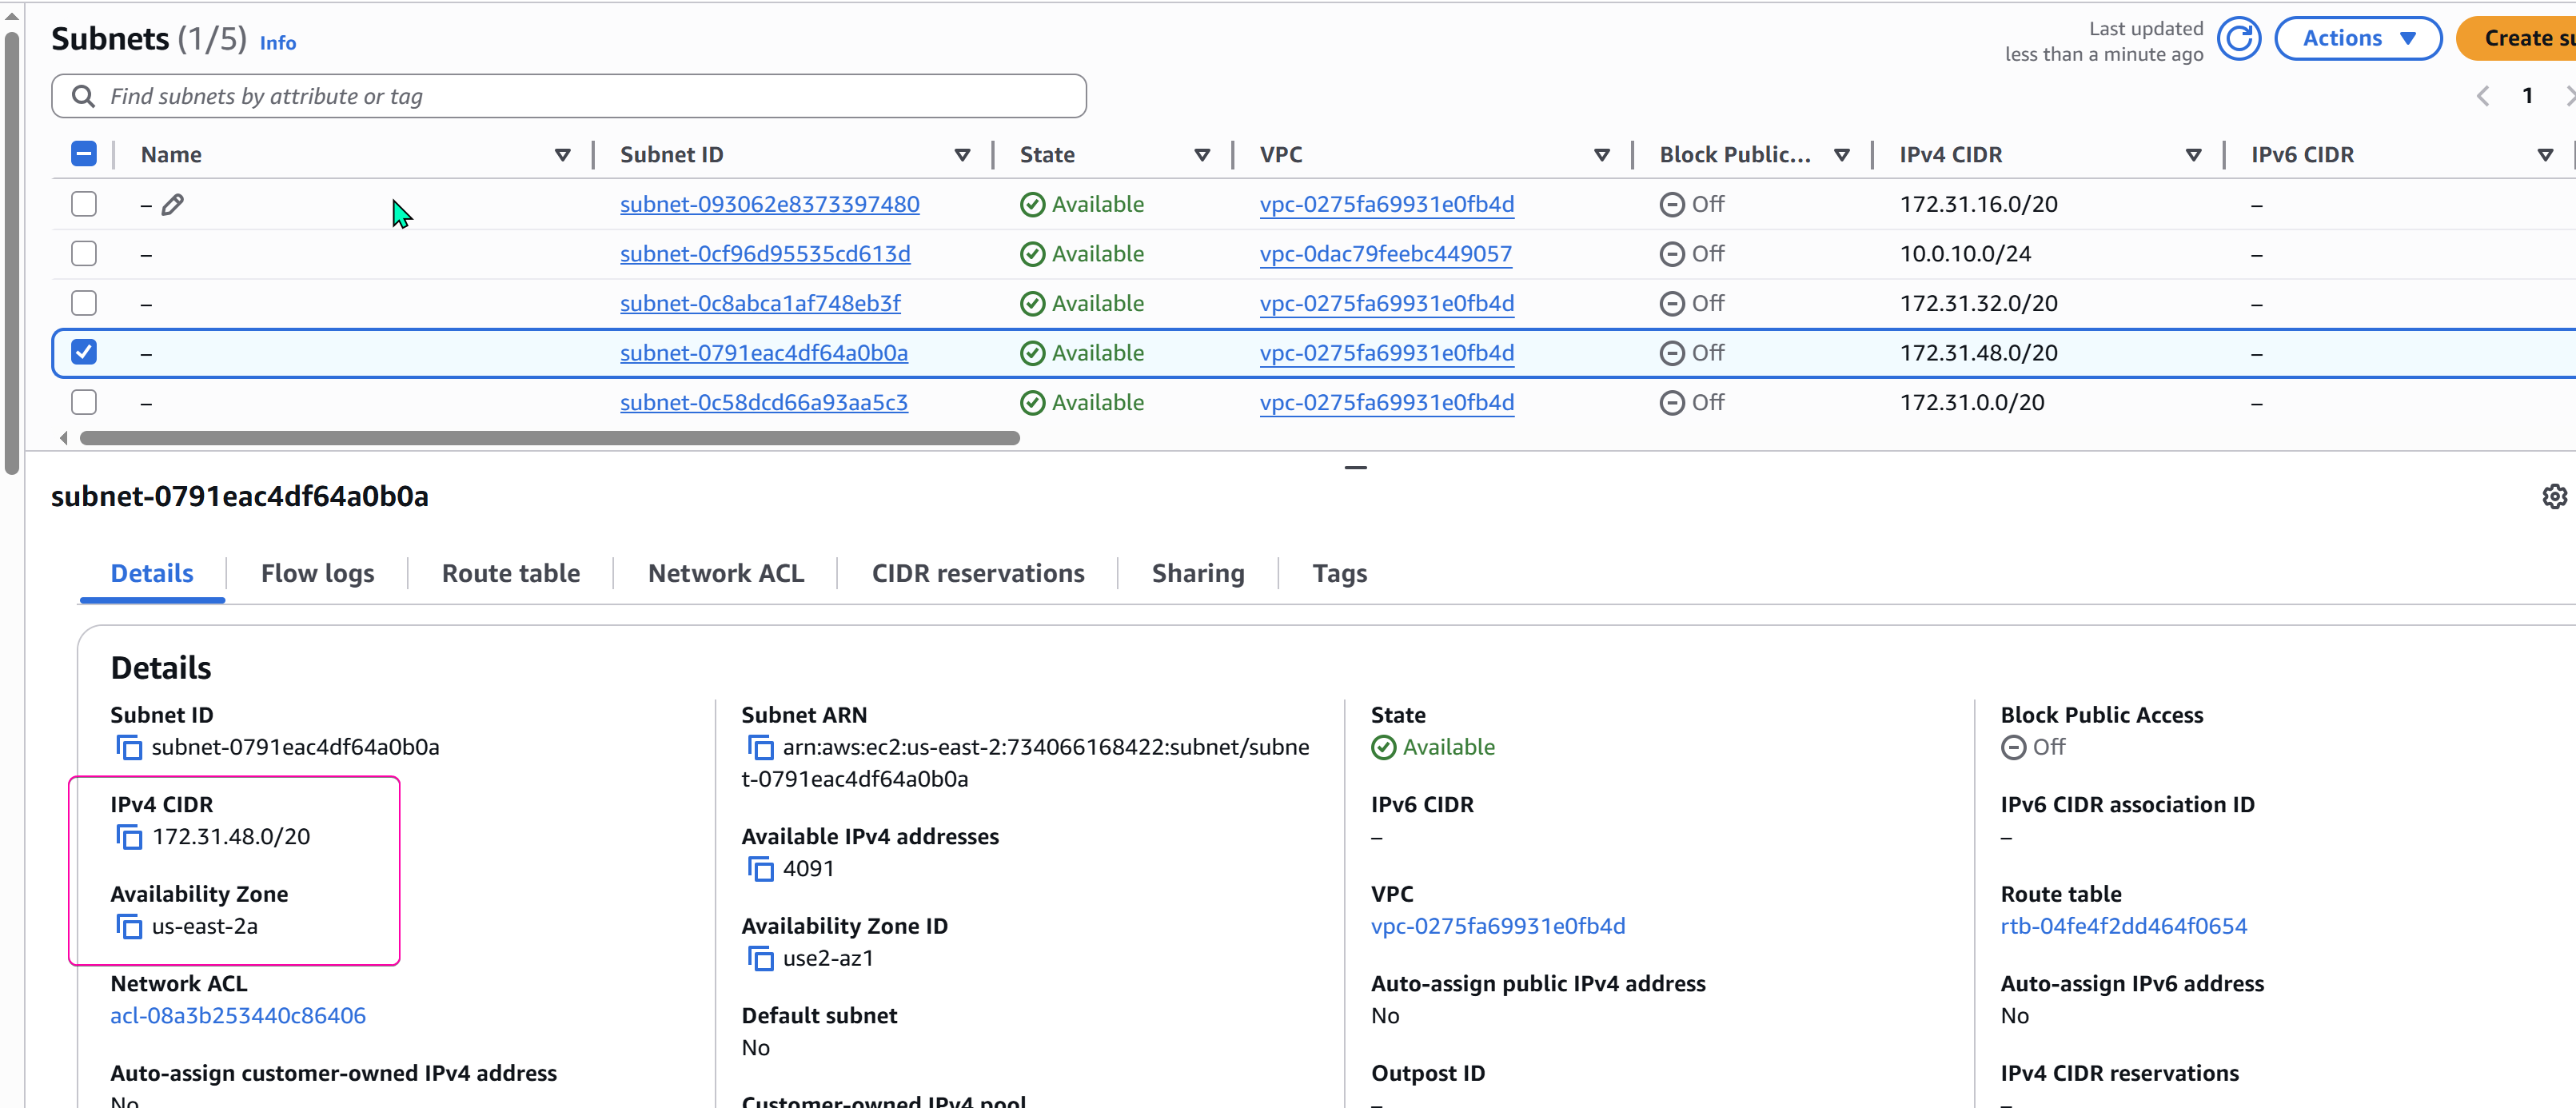 Subnets (1/5) Info
Last updated
less than a minute ago
Actions
Create su
Find subnets by attribute or tag
1
Name Subnet ID State VPC Block Public... IPv4 CIDR IPv6 CIDR
– subnet-093062e8373397480 Available vpc-0275fa69931e0fb4d Off 172.31.16.0/20 –
– subnet-0cf96d95535cd613d Available vpc-0dac79feebc449057 Off 10.0.10.0/24 –
– subnet-0c8abca1af748eb3f Available vpc-0275fa69931e0fb4d Off 172.31.32.0/20 –
– subnet-0791eac4df64a0b0a Available vpc-0275fa69931e0fb4d Off 172.31.48.0/20 –
– subnet-0c58dcd66a93aa5c3 Available vpc-0275fa69931e0fb4d Off 172.31.0.0/20 –
subnet-0791eac4df64a0b0a
Details Flow logs Route table Network ACL CIDR reservations Sharing Tags
Details
Subnet ID
subnet-0791eac4df64a0b0a
IPv4 CIDR
172.31.48.0/20
Availability Zone
us-east-2a
Network ACL
acl-08a3b253440c86406
Auto-assign customer-owned IPv4 address
No
Subnet ARN
arn:aws:ec2:us-east-2:734066168422:subnet/subne
t-0791eac4df64a0b0a
Available IPv4 addresses
4091
Availability Zone ID
use2-az1
Default subnet
No
Customer-owned IPv4 pool
State
Available
IPv6 CIDR
–
VPC
vpc-0275fa69931e0fb4d
Auto-assign public IPv4 address
No
Outpost ID
–
Block Public Access
Off
IPv6 CIDR association ID
–
Route table
rtb-04fe4f2dd464f0654
Auto-assign IPv6 address
No
IPv4 CIDR reservations
–